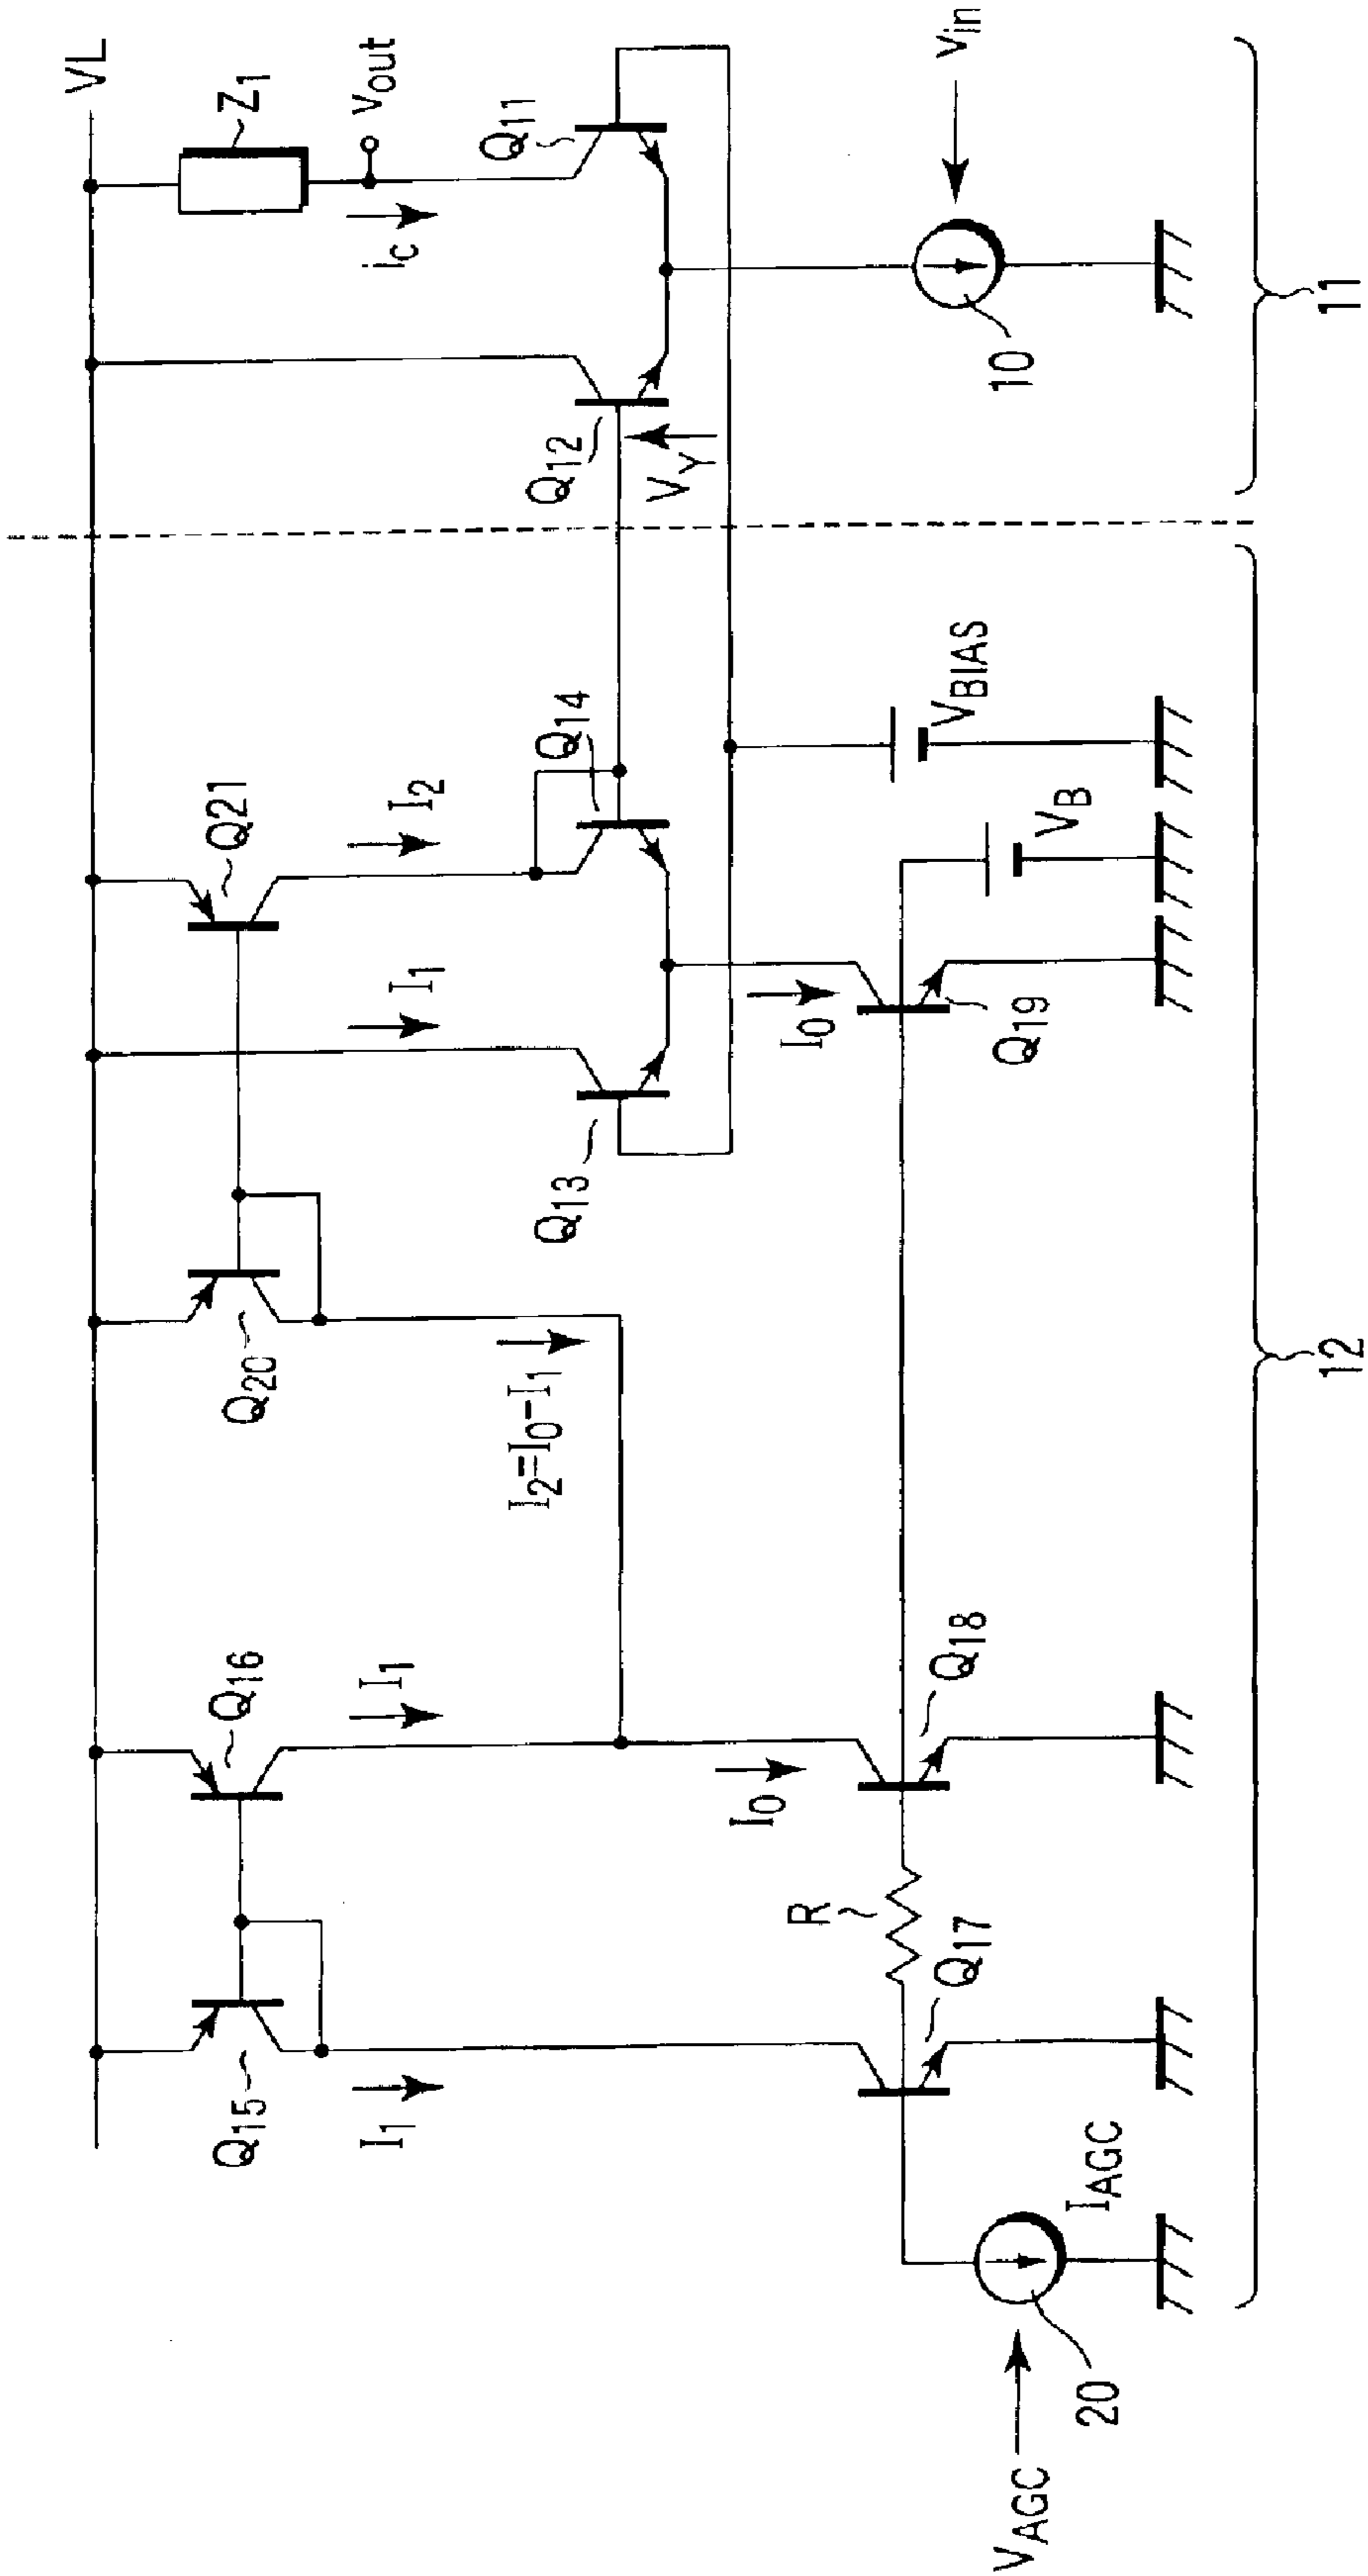 VL
Z1
vout
iC
Q11
Q12
VY
vin
10
11
Q21
I2
Q14
I1
Q13
I0
Q19
VBIAS
VB
Q20
I2=I0-I1
Q16
I1
Q15
I1
I0
Q18
R
Q17
IAGC
20
VAGC
12